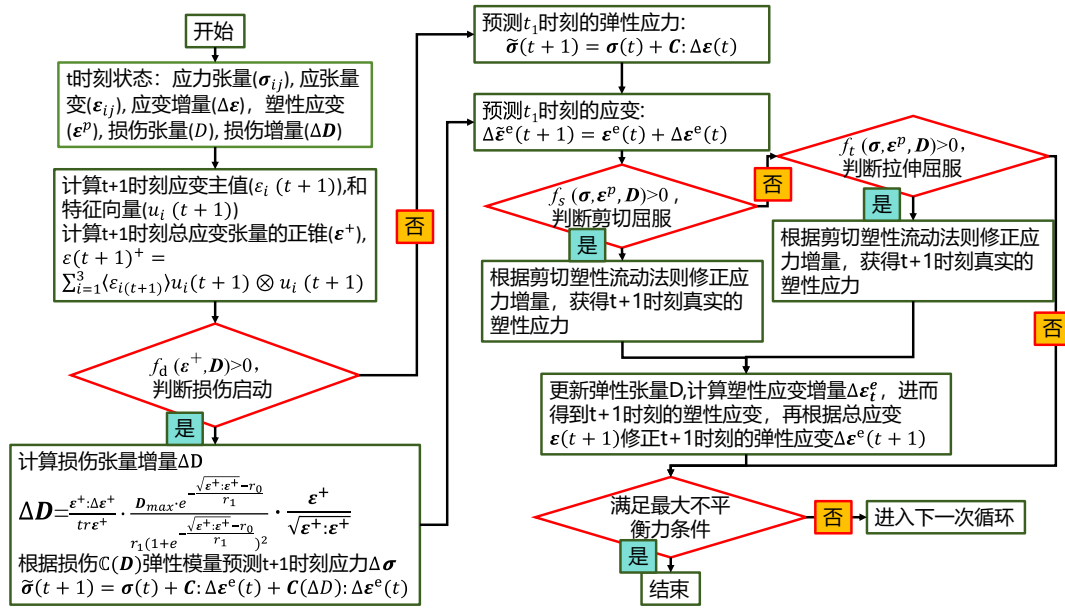 开始
t时刻状态：应力张量(σij), 应张量
变(εij), 应变增量(Δε)，塑性应变
(ε^p), 损伤张量(D), 损伤增量(ΔD)
计算t+1时刻应变主值(ε_i (t+1)),和
特征向量(u_i (t+1))
计算t+1时刻总应变张量的正锥(ε⁺),
ε(t+1)⁺ =
∑_{i=1}^{3}⟨ε_{i(t+1)}⟩u_i(t+1) ⊗ u_i (t+1)
f_d (ε⁺,D)>0，
判断损伤启动
是
否
计算损伤张量增量ΔD
ΔD=\frac{ε⁺:Δε⁺}{trε⁺} · \frac{D_{max}·e^{-\frac{\sqrt{ε⁺:ε⁺}-r_0}{r_1}}}{r_1(1+e^{-\frac{\sqrt{ε⁺:ε⁺}-r_0}{r_1}})^2} · \frac{ε⁺}{\sqrt{ε⁺:ε⁺}}
根据损伤ℂ(D)弹性模量预测t+1时刻应力Δσ
σ̃(t+1) = σ(t) + C:Δε^e(t) + C(ΔD):Δε^e(t)
预测t₁时刻的弹性应力:
σ̃(t+1) = σ(t) + C:Δε(t)
预测t₁时刻的应变:
Δε̃^e(t+1) = ε^e(t) + Δε^e(t)
f_s (σ,ε^p,D)>0，
判断剪切屈服
是
否
f_t (σ,ε^p,D)>0，
判断拉伸屈服
是
否
根据剪切塑性流动法则修正应
力增量，获得t+1时刻真实的
塑性应力
根据剪切塑性流动法则修正应
力增量，获得t+1时刻真实的
塑性应力
更新弹性张量D,计算塑性应变增量Δε_t^e，进而
得到t+1时刻的塑性应变，再根据总应变
ε(t+1)修正t+1时刻的弹性应变Δε^e(t+1)
满足最大不平
衡力条件
否
进入下一次循环
是
结束